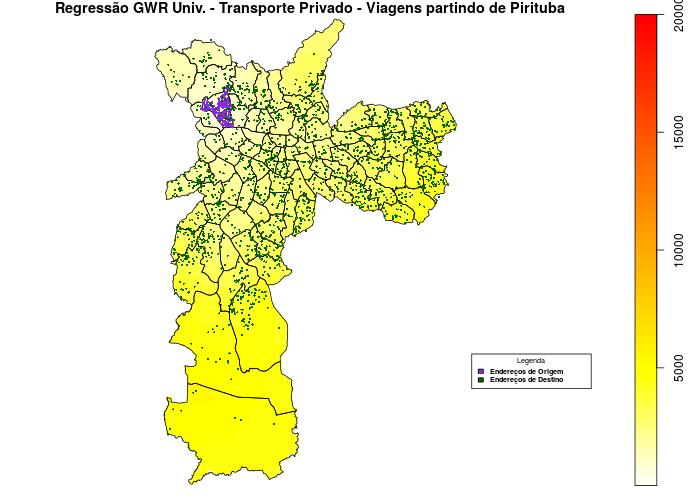 Regressão GWR Univ. - Transporte Privado - Viagens partindo de Pirituba
20000
15000
10000
5000
Legenda
Endereços de Origem
Endereços de Destino